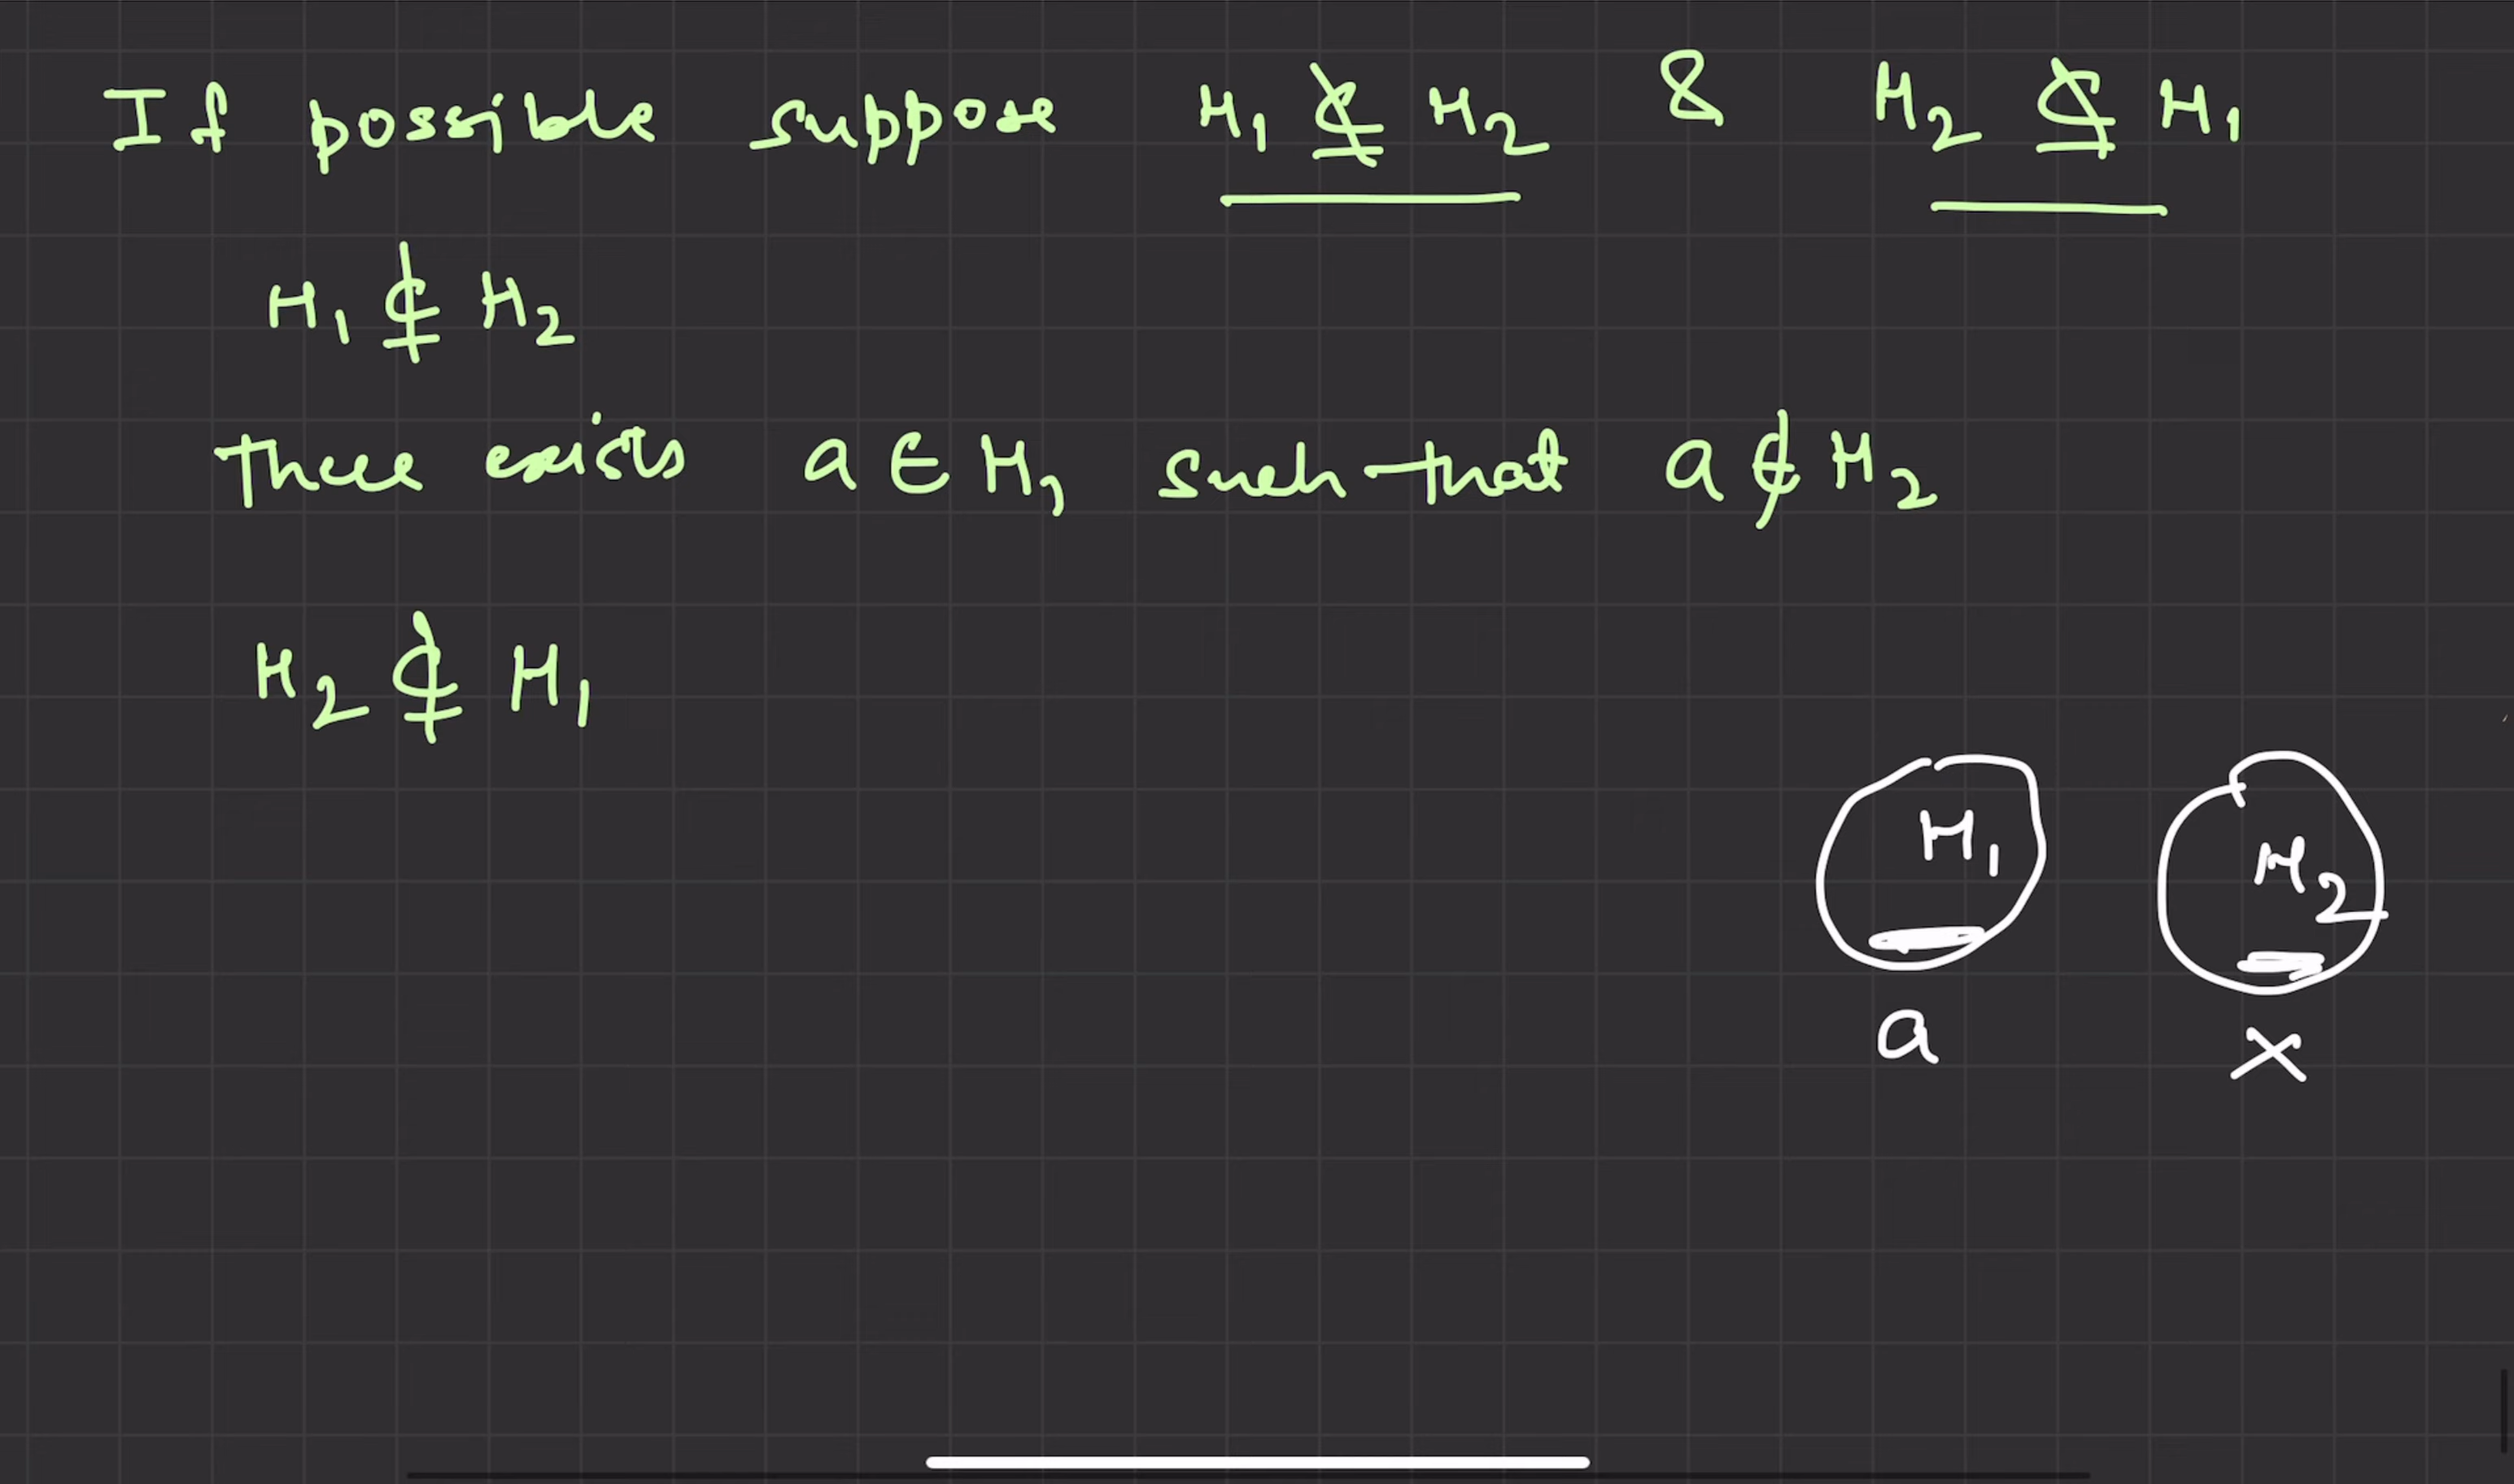 If possible suppose H₁ ⊈ H₂ & H₂ ⊈ H₁
H₁ ⊈ H₂
There exists a ∈ H₁ such that a ∉ H₂
H₂ ⊈ H₁
H₁ H₂
a ×